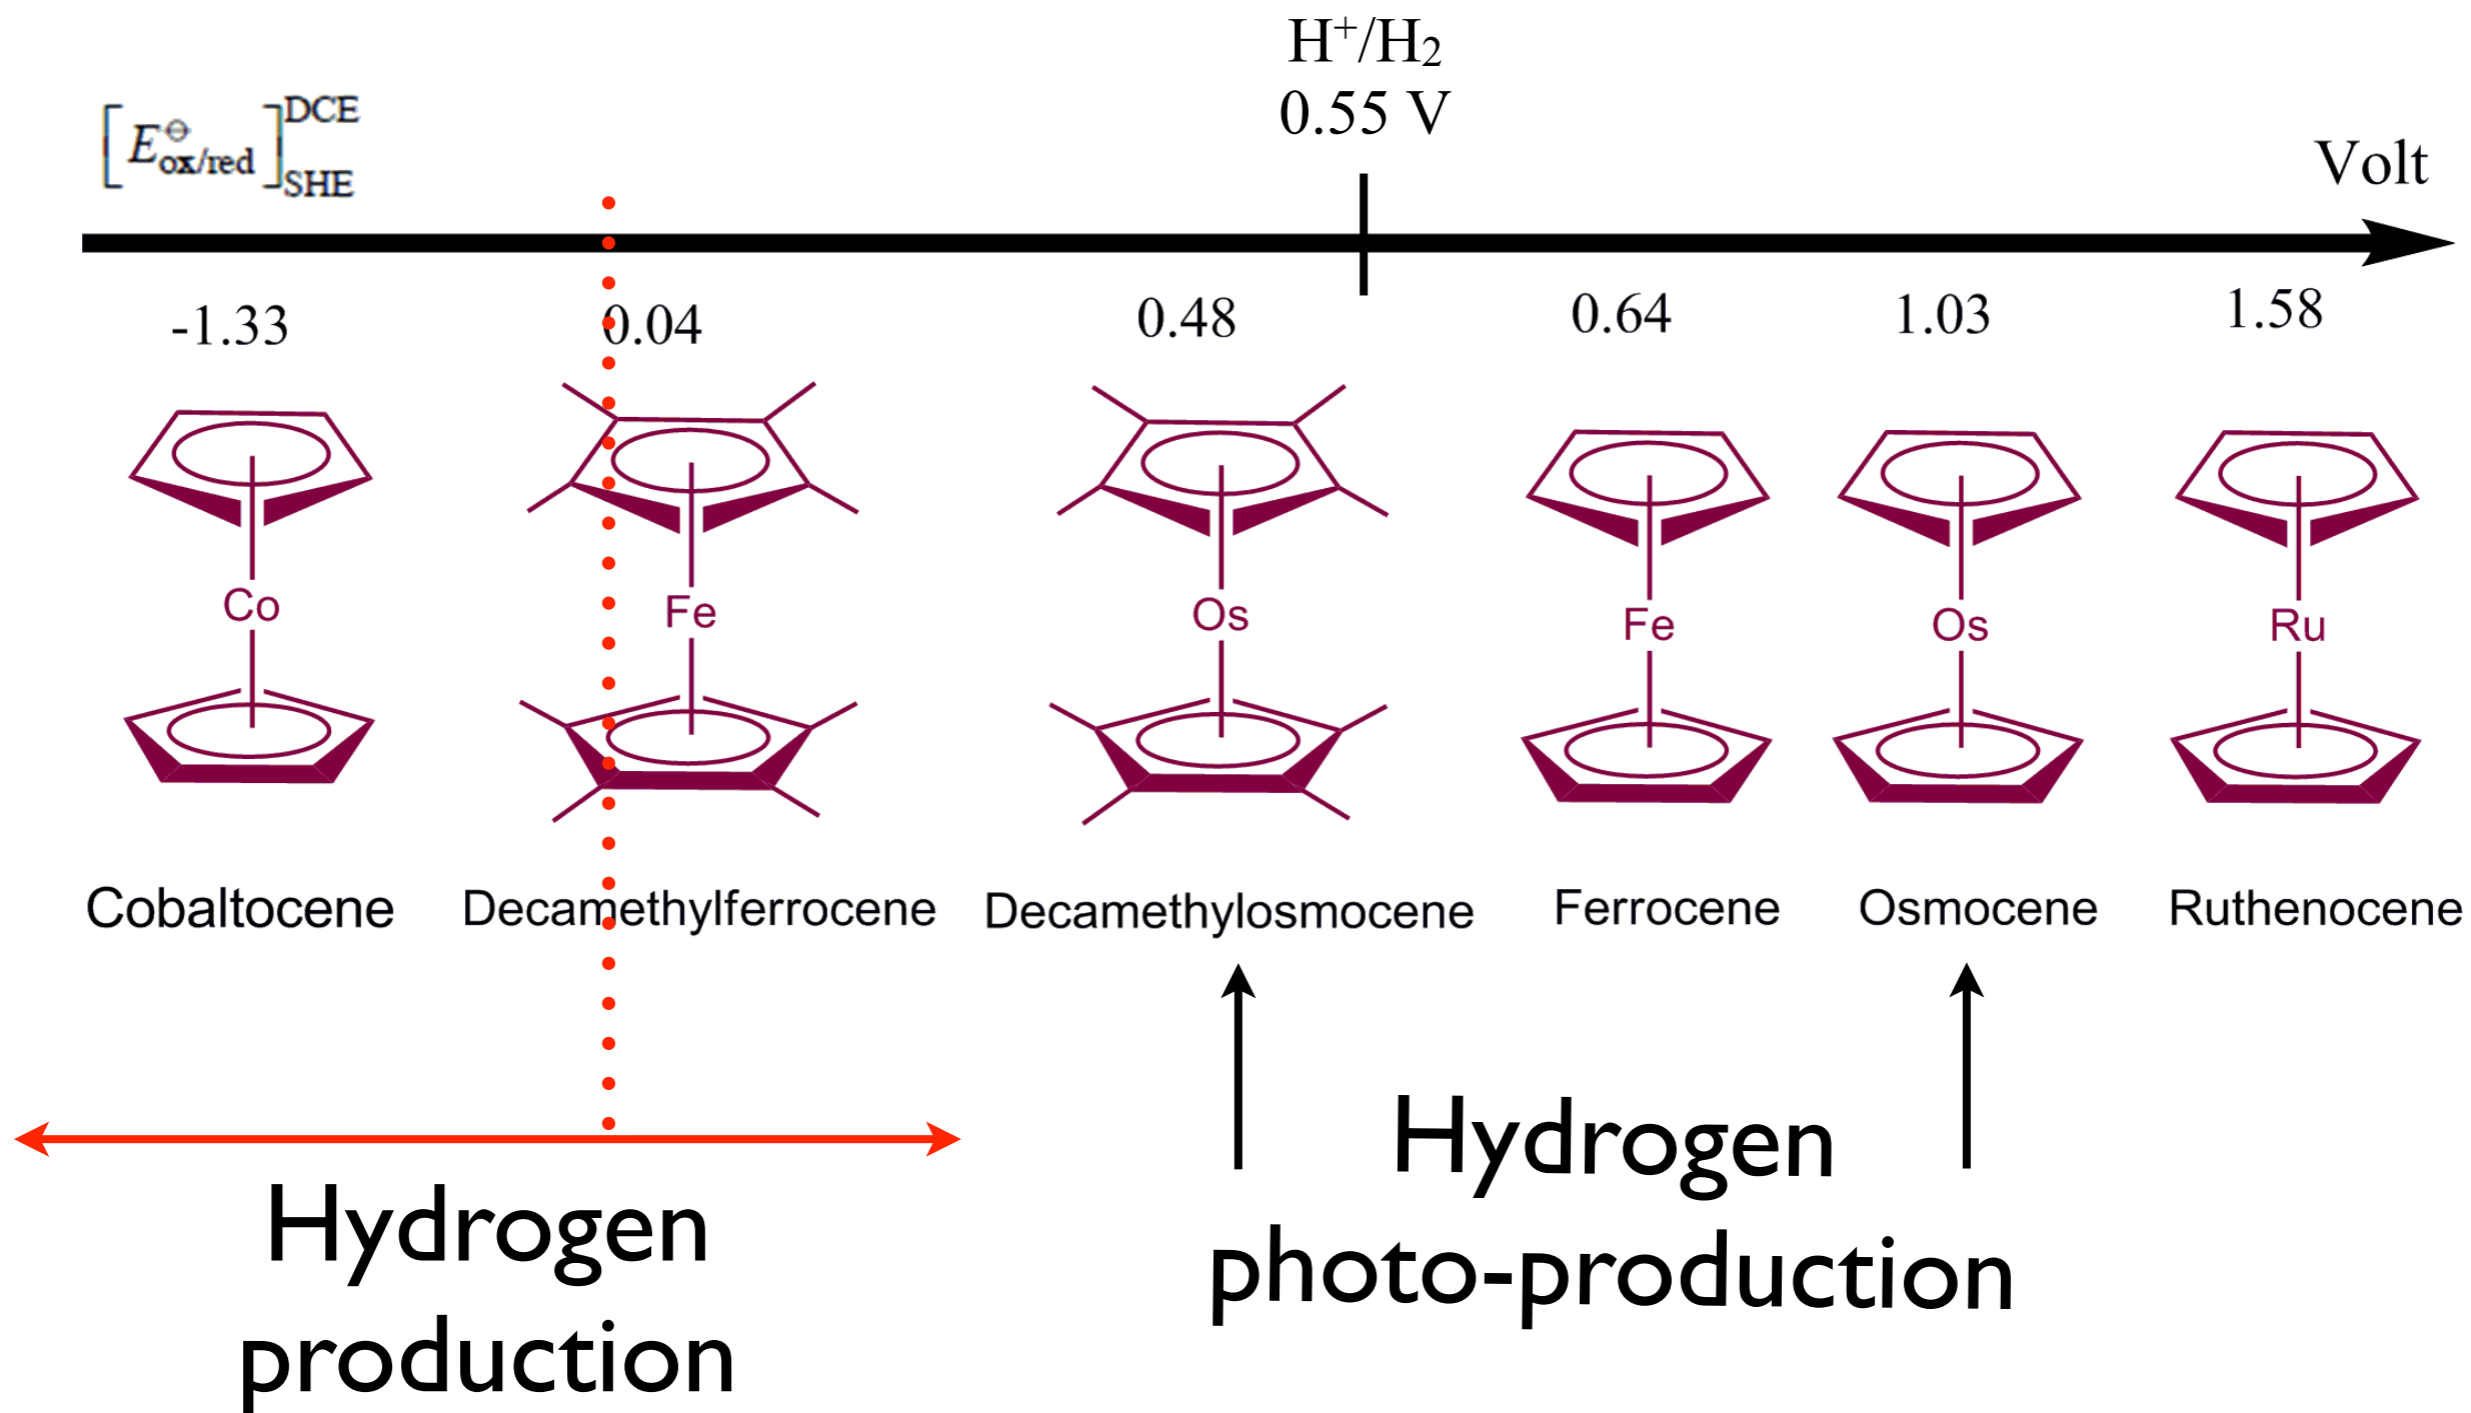 H⁺/H₂
0.55 V
[E⊖ox/red]DCE SHE
Volt
-1.33 0.04 0.48 0.64 1.03 1.58
Co Fe Os Fe Os Ru
Cobaltocene Decamethylferrocene Decamethylosmocene Ferrocene Osmocene Ruthenocene
Hydrogen
production
Hydrogen
photo-production